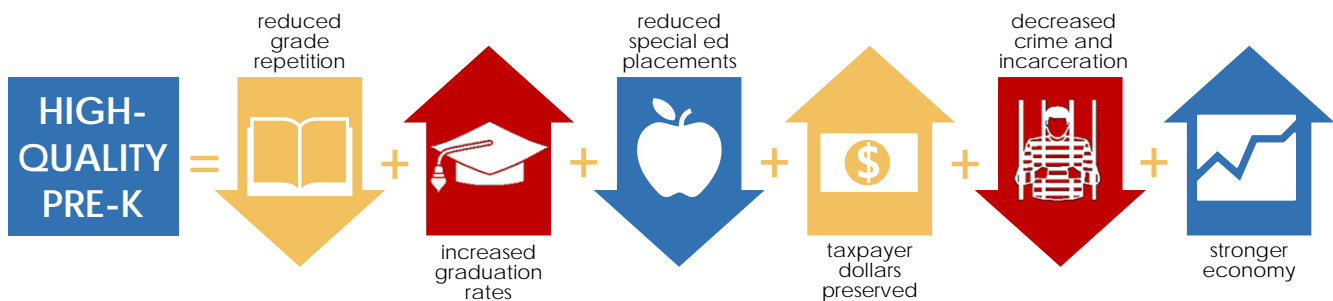 HIGH-
QUALITY
PRE-K
=
reduced
grade
repetition
+
increased
graduation
rates
+
reduced
special ed
placements
+
$
taxpayer
dollars
preserved
+
decreased
crime and
incarceration
+
stronger
economy